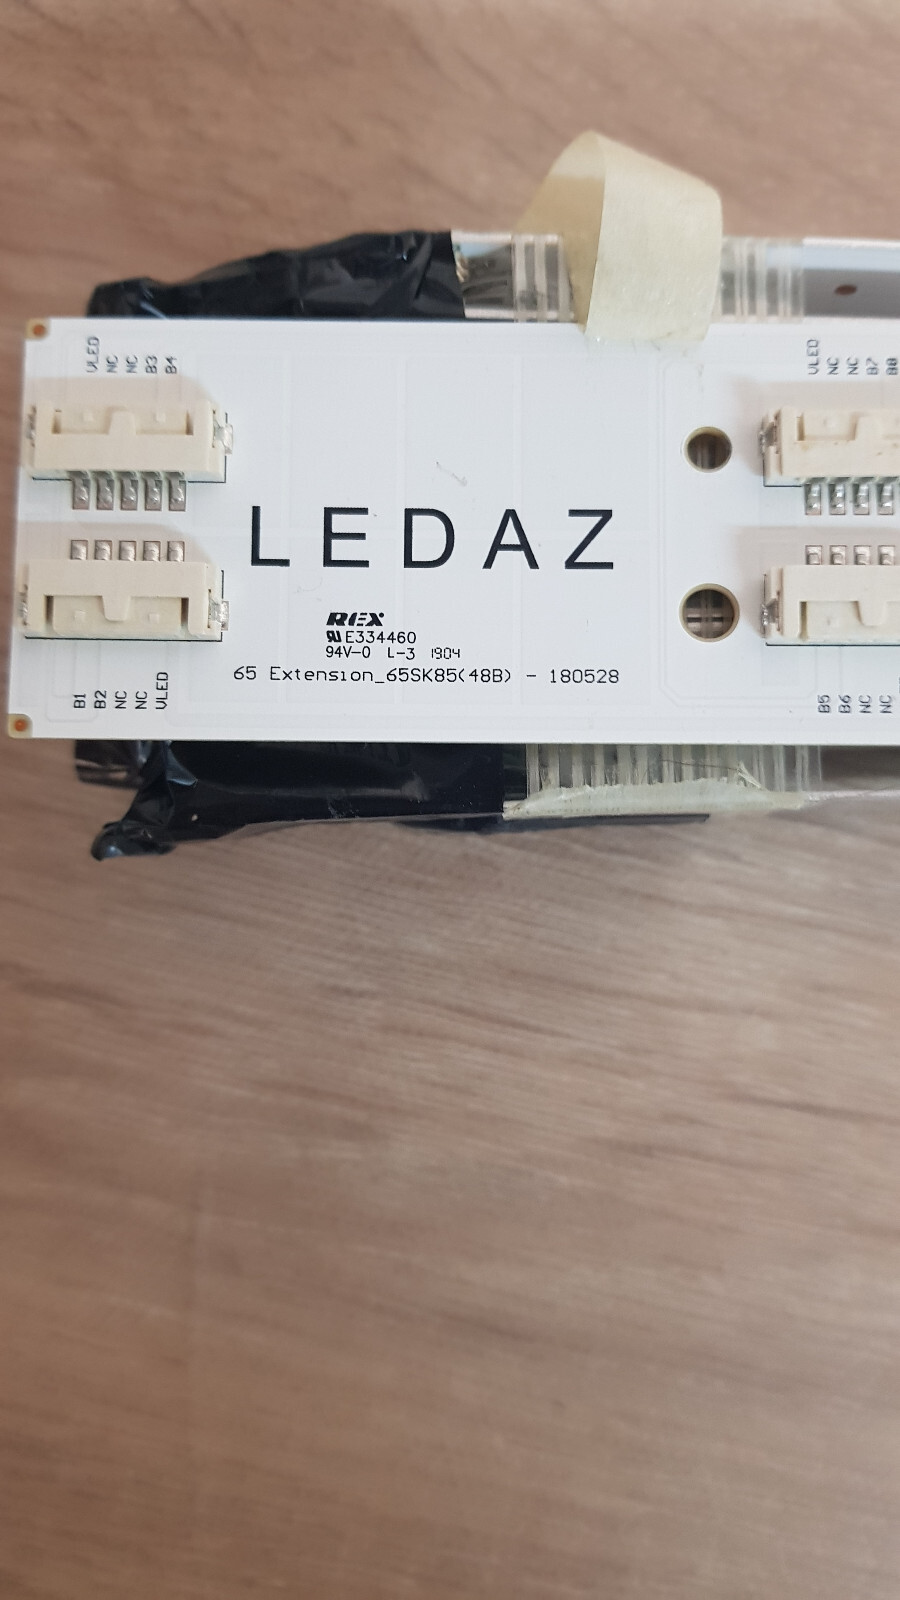 VLED NC NC B3 B4
VLED NC NC B7 B8
LEDAZ
REX
E334460
94V-0 L-3 1904
65 Extension_65SK85(48B) - 180528
B1 B2 NC NC VLED
B5 B6 NC NC